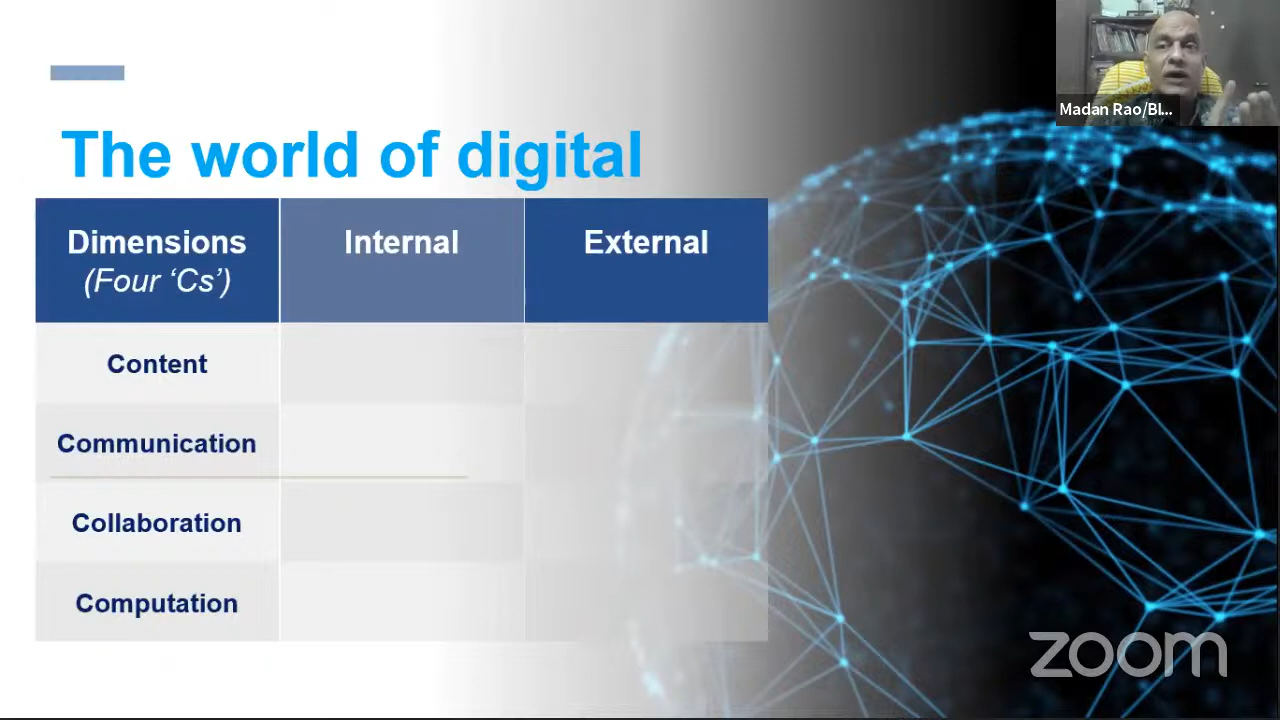 Madan Rao/Bl...
The world of digital
Dimensions
(Four ‘Cs’)
Internal
External
Content
Communication
Collaboration
Computation
zoom